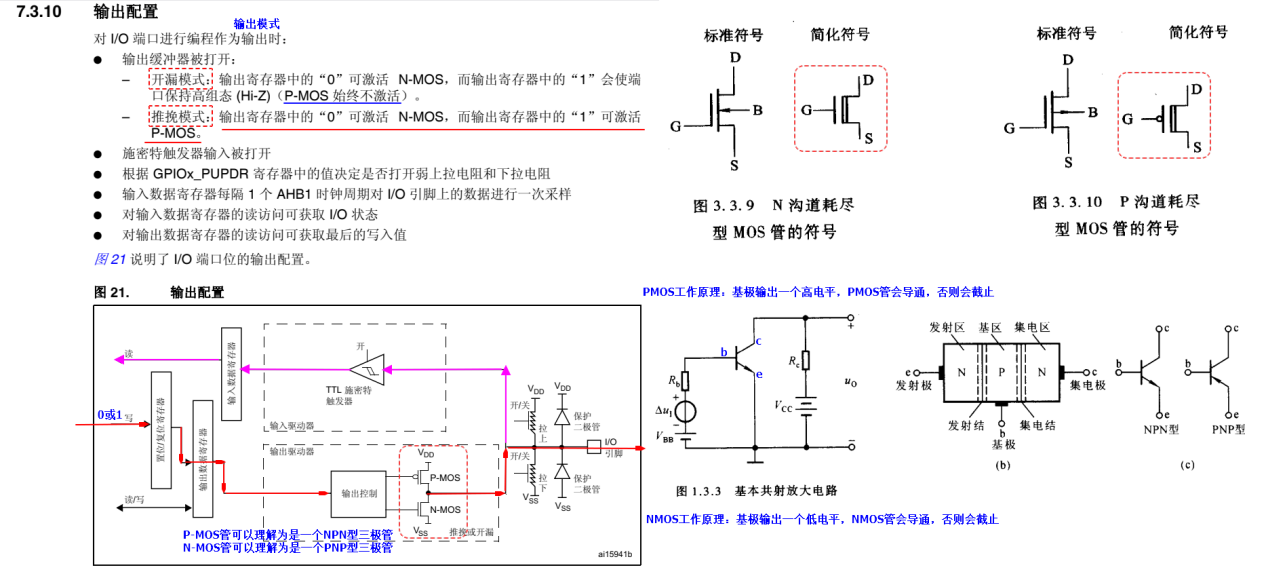 7.3.10 输出配置
输出模式
对 I/O 端口进行编程作为输出时:
● 输出缓冲器被打开:
– 开漏模式:输出寄存器中的“0”可激活 N-MOS,而输出寄存器中的“1”会使端
口保持高组态 (Hi-Z)(P-MOS 始终不激活)。
– 推挽模式:输出寄存器中的“0”可激活 N-MOS,而输出寄存器中的“1”可激活
P-MOS。
● 施密特触发器输入被打开
● 根据 GPIOx_PUPDR 寄存器中的值决定是否打开弱上拉电阻和下拉电阻
● 输入数据寄存器每隔 1 个 AHB1 时钟周期对 I/O 引脚上的数据进行一次采样
● 对输入数据寄存器的读访问可获取 I/O 状态
● 对输出数据寄存器的读访问可获取最后的写入值
图 21 说明了 I/O 端口位的输出配置。
图 21. 输出配置
读
0或1
写
读/写
置位/复位寄存器
输入数据寄存器
输出数据寄存器
开
TTL 施密特
触发器
输入驱动器
输出驱动器
输出控制
VDD
P-MOS
N-MOS
VSS
推挽或开漏
VDD
VDD
开/关
拉
上
保护
二极管
I/O
引脚
开/关
拉
下
保护
二极管
VSS
VSS
P-MOS管可以理解为是一个NPN型三极管
N-MOS管可以理解为是一个PNP型三极管
ai15941b
标准符号 简化符号
D
B
G
S
D
G
S
图 3.3.9 N 沟道耗尽
型 MOS 管的符号
标准符号 简化符号
D
B
G
S
D
G
S
图 3.3.10 P 沟道耗尽
型 MOS 管的符号
PMOS工作原理:基极输出一个高电平,PMOS管会导通,否则会截止
b
c
e
Rb
ΔuI
VBB
Rc
VCC
+
uO
−
图 1.3.3 基本共射放大电路
NMOS工作原理:基极输出一个低电平,NMOS管会导通,否则会截止
发射区 基区 集电区
e
发射极
N P N
c
集电极
发射结 集电结
b
基极
(b)
b
c
e
NPN型
b
c
e
PNP型
(c)